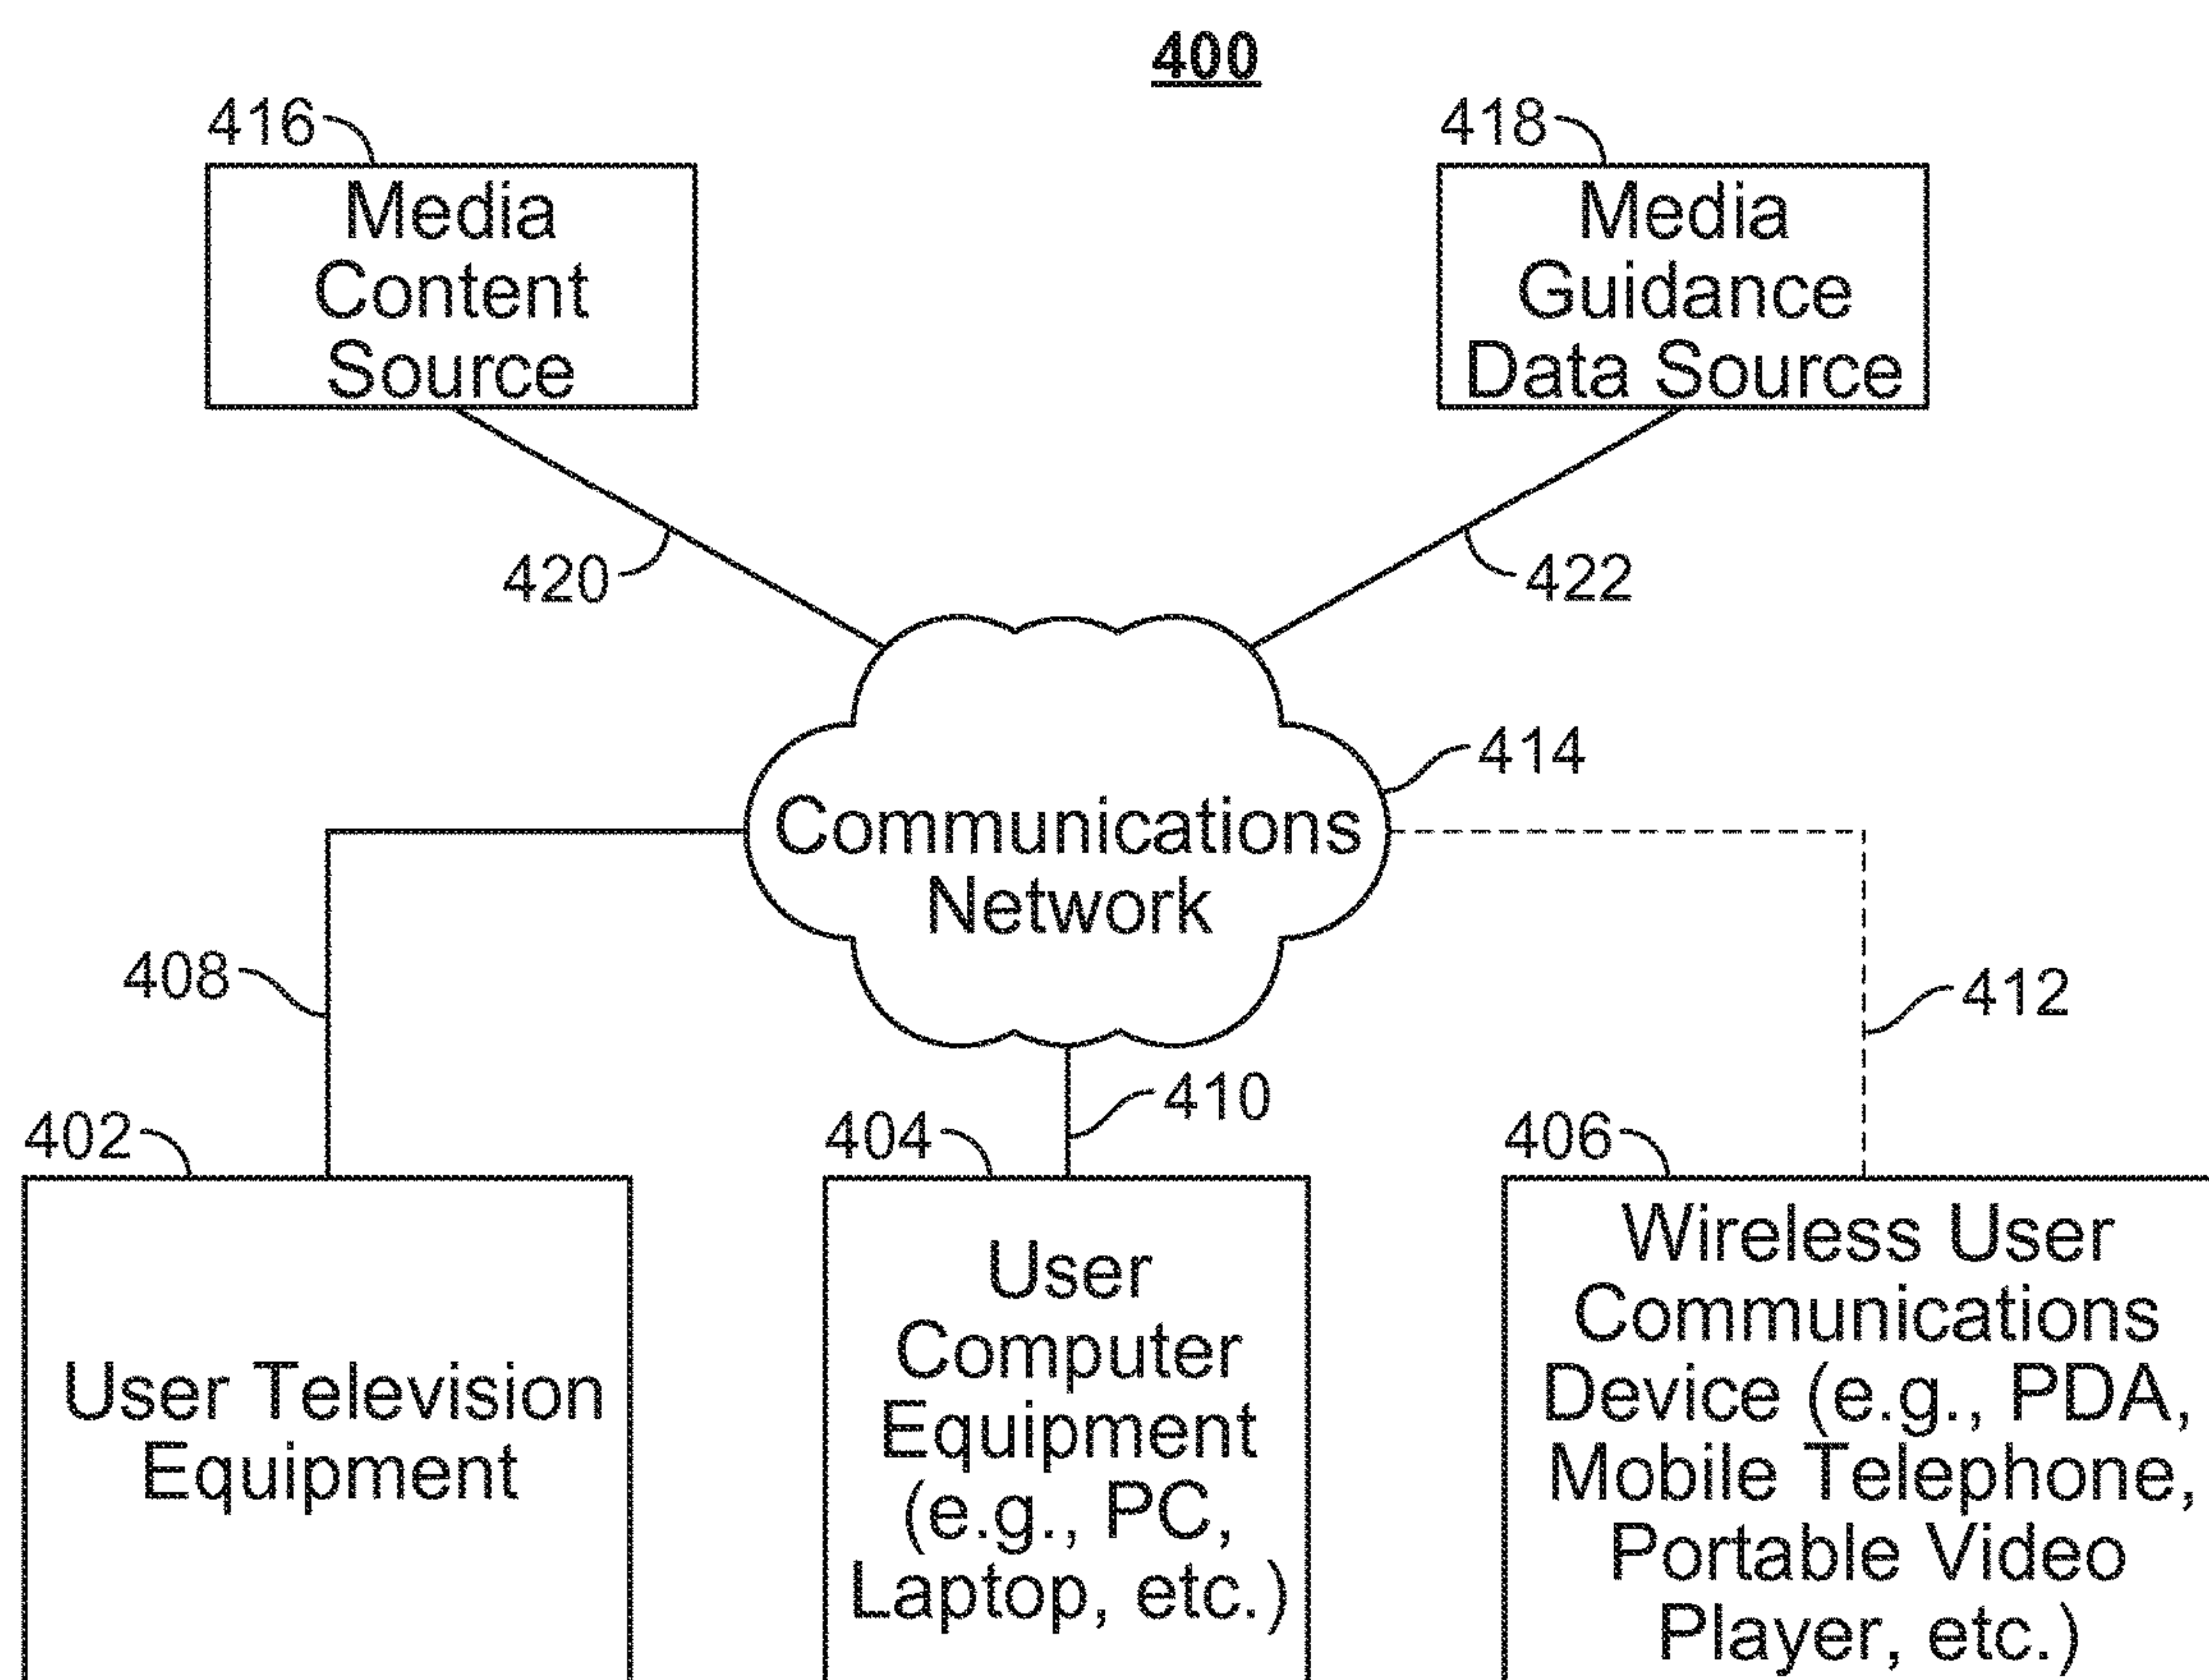 400
416
Media
Content
Source
418
Media
Guidance
Data Source
420
422
414
Communications
Network
408
412
410
402
User Television
Equipment
404
User
Computer
Equipment
(e.g., PC,
Laptop, etc.)
406
Wireless User
Communications
Device (e.g., PDA,
Mobile Telephone,
Portable Video
Player, etc.)